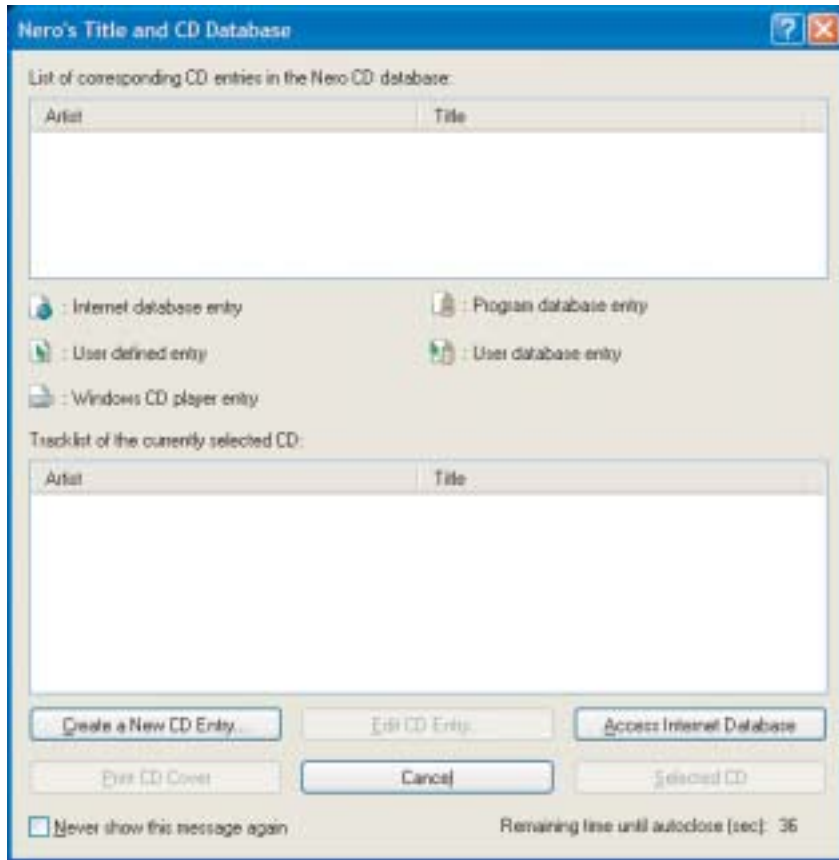 Nero's Title and CD Database
List of corresponding CD entries in the Nero CD database:
Artist Title
: Internet database entry : Program database entry
: User defined entry : User database entry
: Windows CD player entry
Tracklist of the currently selected CD:
Artist Title
Create a New CD Entry... Edit CD Entry... Access Internet Database
Print CD Cover Cancel Selected CD
Never show this message again Remaining time until autoclose (sec): 36